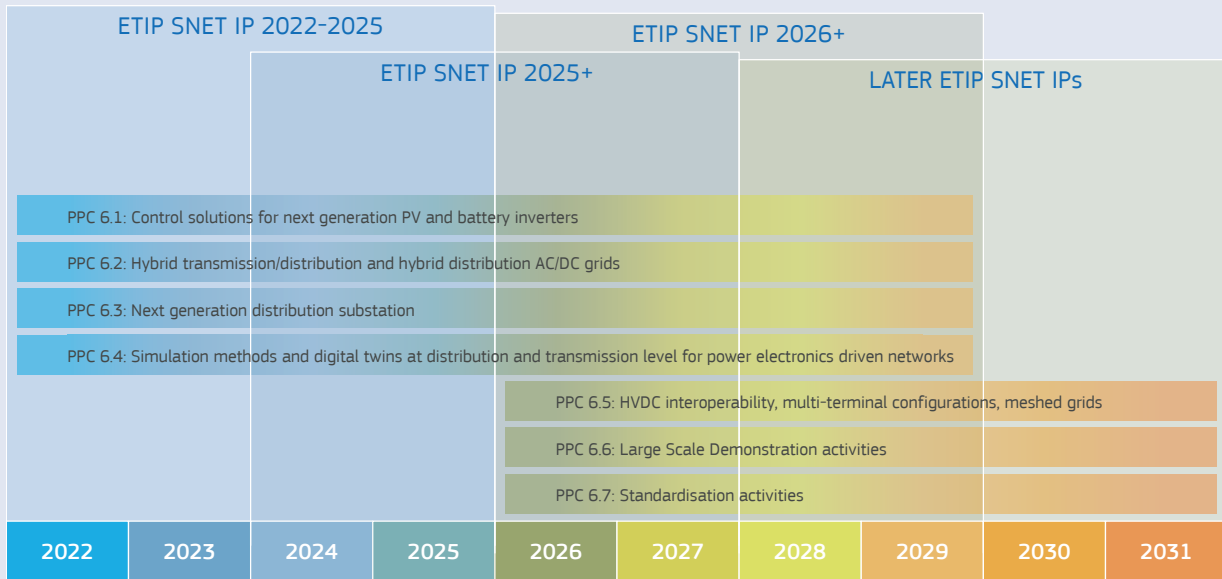 ETIP SNET IP 2022-2025
ETIP SNET IP 2026+
ETIP SNET IP 2025+
LATER ETIP SNET IPs
PPC 6.1: Control solutions for next generation PV and battery inverters
PPC 6.2: Hybrid transmission/distribution and hybrid distribution AC/DC grids
PPC 6.3: Next generation distribution substation
PPC 6.4: Simulation methods and digital twins at distribution and transmission level for power electronics driven networks
PPC 6.5: HVDC interoperability, multi-terminal configurations, meshed grids
PPC 6.6: Large Scale Demonstration activities
PPC 6.7: Standardisation activities
2022 2023 2024 2025 2026 2027 2028 2029 2030 2031